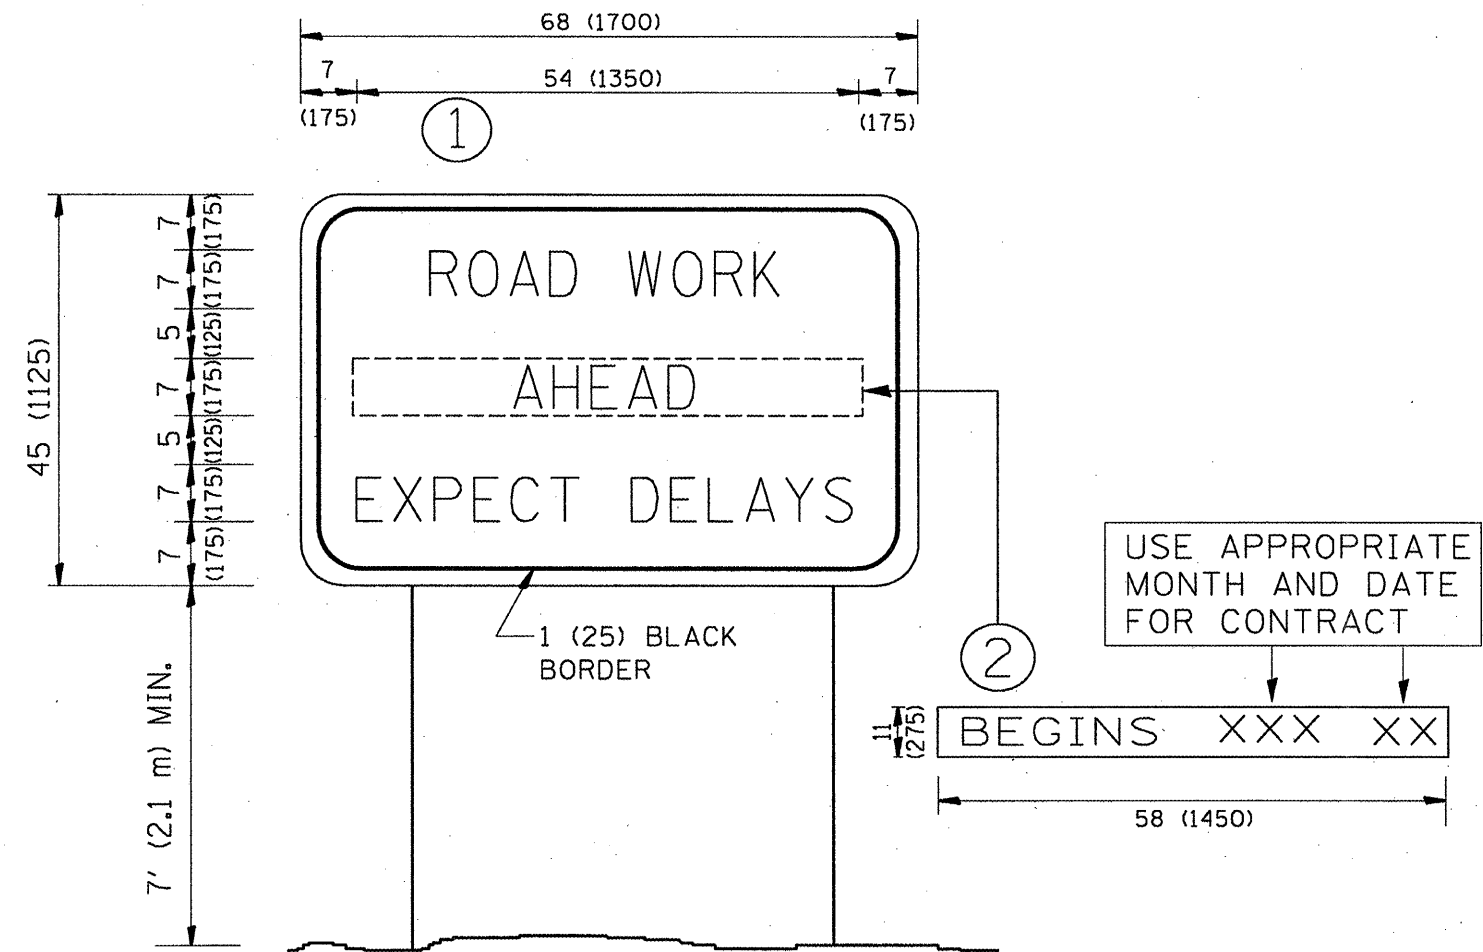 68 (1700)
7 54 (1350) 7
(175) (175)
1
7 (175)
7 (175)
5 (125)
7 (175)
5 (125)
7 (175)
7 (175)
45 (1125)
ROAD WORK
AHEAD
EXPECT DELAYS
1 (25) BLACK
BORDER
7' (2.1 m) MIN.
USE APPROPRIATE
MONTH AND DATE
FOR CONTRACT
2
11
(275)
BEGINS XXX XX
58 (1450)